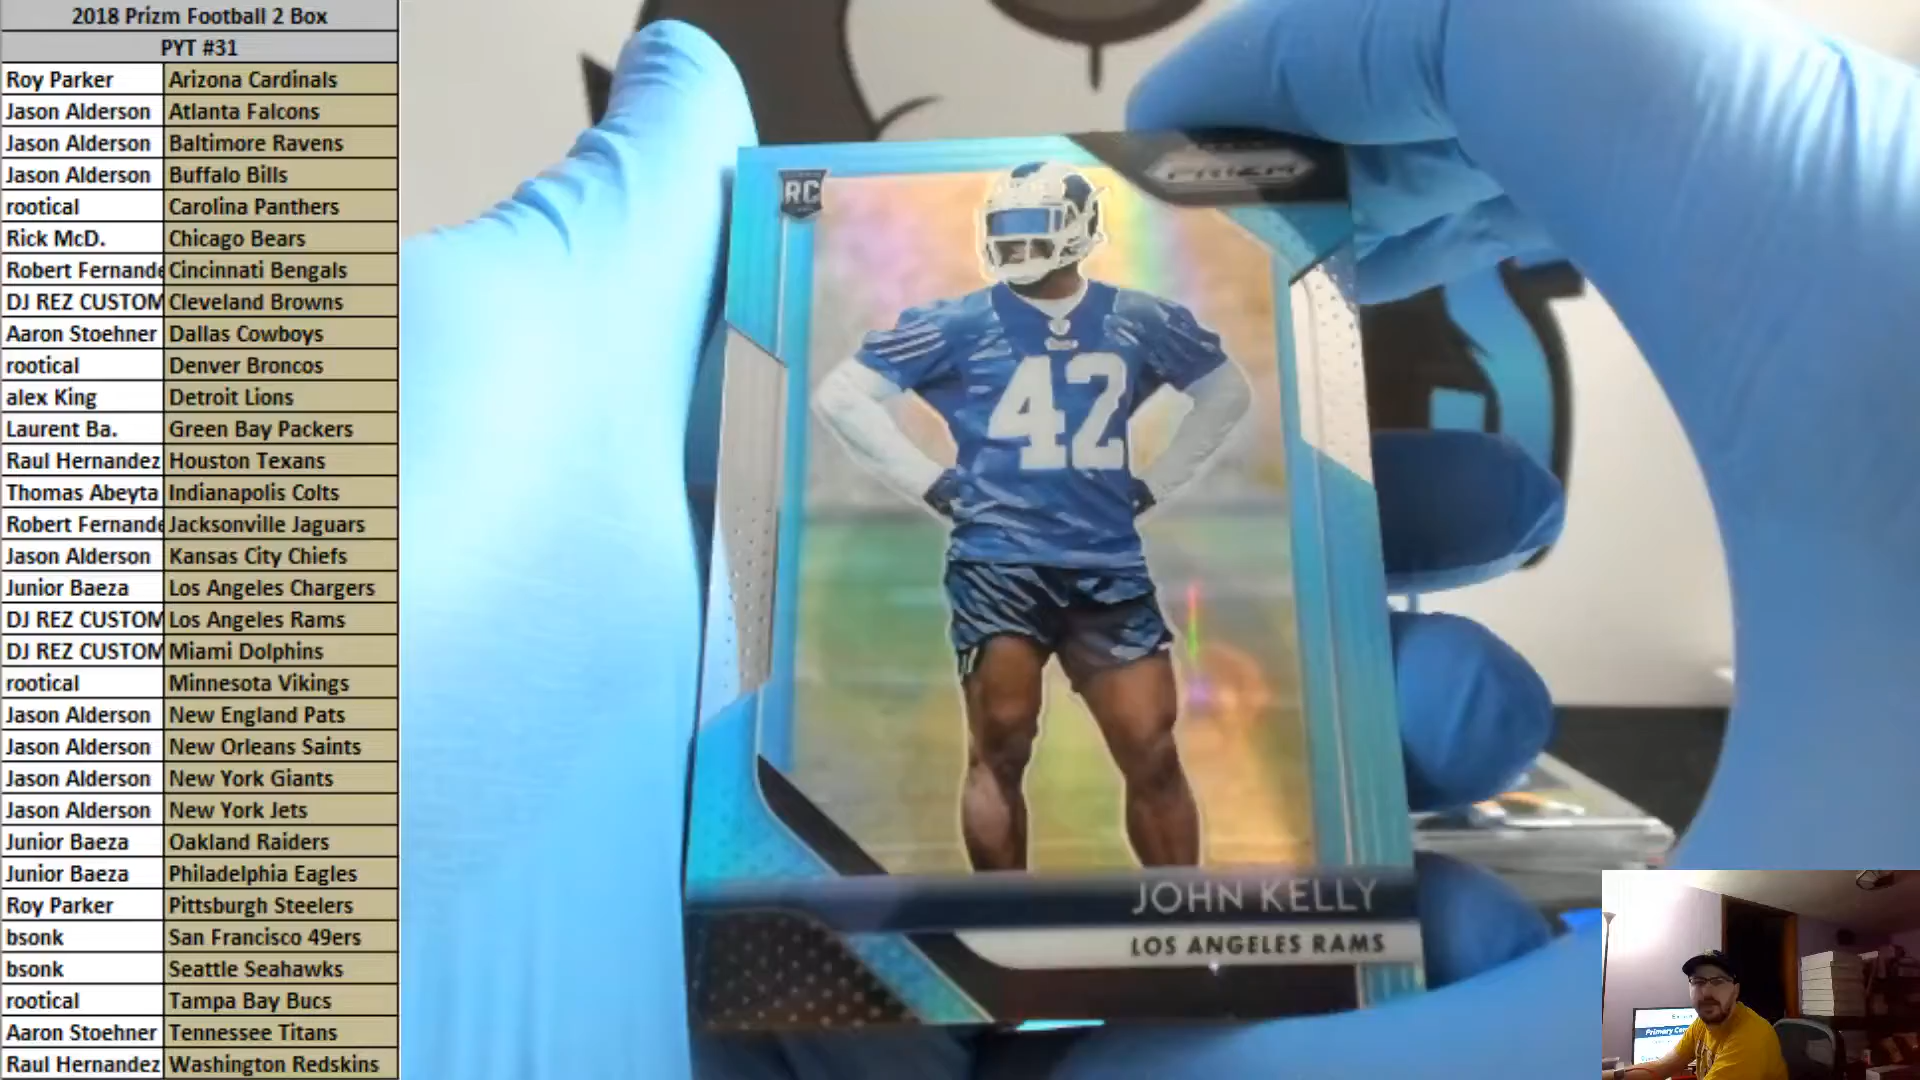 2018 Prizm Football 2 Box
PYT #31
Roy Parker Arizona Cardinals
Jason Alderson Atlanta Falcons
Jason Alderson Baltimore Ravens
Jason Alderson Buffalo Bills
rootical Carolina Panthers
Rick McD. Chicago Bears
Robert Fernande Cincinnati Bengals
DJ REZ CUSTOM Cleveland Browns
Aaron Stoehner Dallas Cowboys
rootical Denver Broncos
alex King Detroit Lions
Laurent Ba. Green Bay Packers
Raul Hernandez Houston Texans
Thomas Abeyta Indianapolis Colts
Robert Fernande Jacksonville Jaguars
Jason Alderson Kansas City Chiefs
Junior Baeza Los Angeles Chargers
DJ REZ CUSTOM Los Angeles Rams
DJ REZ CUSTOM Miami Dolphins
rootical Minnesota Vikings
Jason Alderson New England Pats
Jason Alderson New Orleans Saints
Jason Alderson New York Giants
Jason Alderson New York Jets
Junior Baeza Oakland Raiders
Junior Baeza Philadelphia Eagles
Roy Parker Pittsburgh Steelers
bsonk San Francisco 49ers
bsonk Seattle Seahawks
rootical Tampa Bay Bucs
Aaron Stoehner Tennessee Titans
Raul Hernandez Washington Redskins
PRIZM
RC
42
JOHN KELLY
LOS ANGELES RAMS
Primary